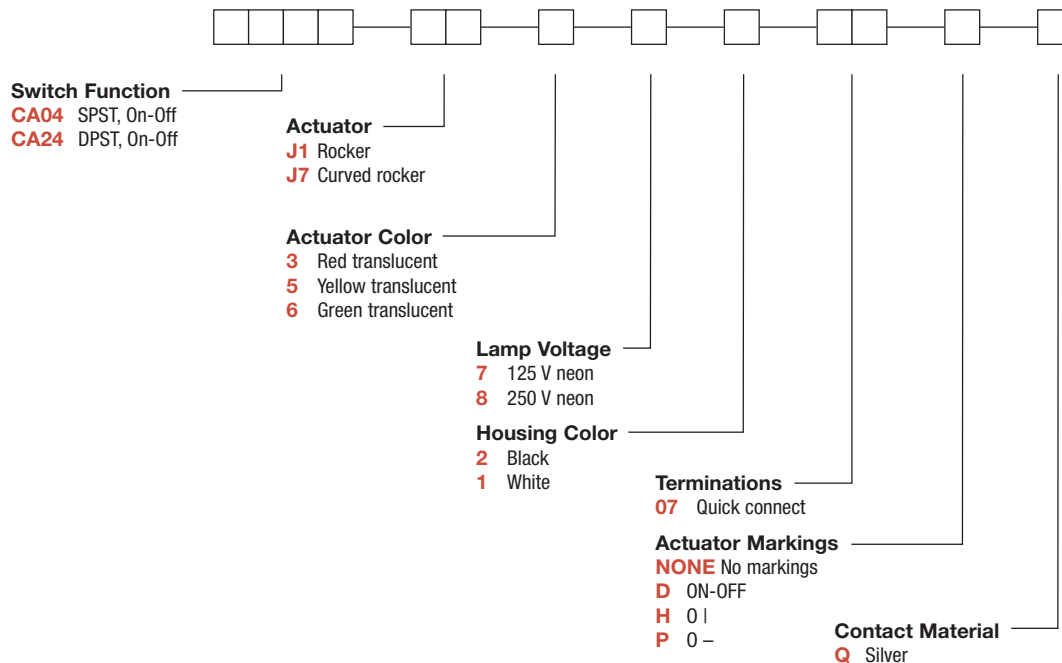 Switch Function
CA04 SPST, On-Off
CA24 DPST, On-Off
Actuator
J1 Rocker
J7 Curved rocker
Actuator Color
3 Red translucent
5 Yellow translucent
6 Green translucent
Lamp Voltage
7 125 V neon
8 250 V neon
Housing Color
2 Black
1 White
Terminations
07 Quick connect
Actuator Markings
NONE No markings
D ON-OFF
H O |
P O –
Contact Material
Q Silver